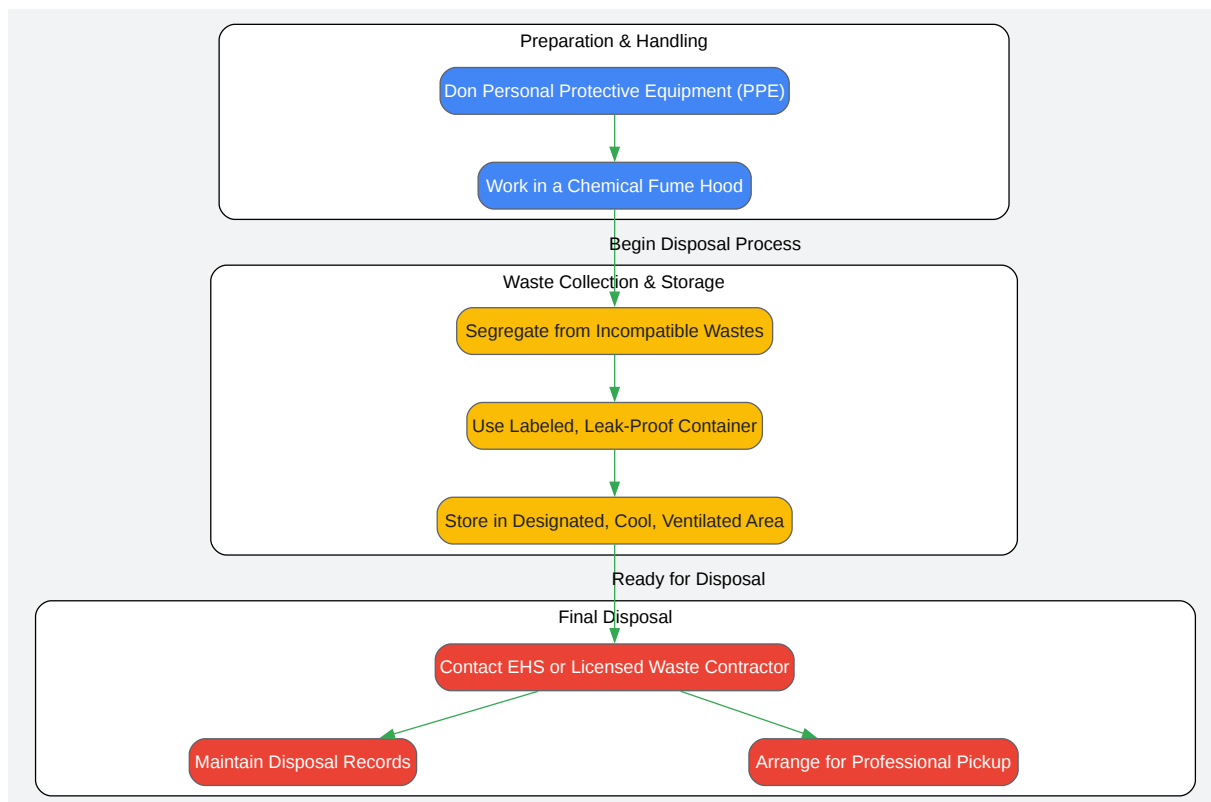 Preparation & Handling
Don Personal Protective Equipment (PPE)
Work in a Chemical Fume Hood
Begin Disposal Process
Waste Collection & Storage
Segregate from Incompatible Wastes
Use Labeled, Leak-Proof Container
Store in Designated, Cool, Ventilated Area
Ready for Disposal
Final Disposal
Contact EHS or Licensed Waste Contractor
Maintain Disposal Records
Arrange for Professional Pickup